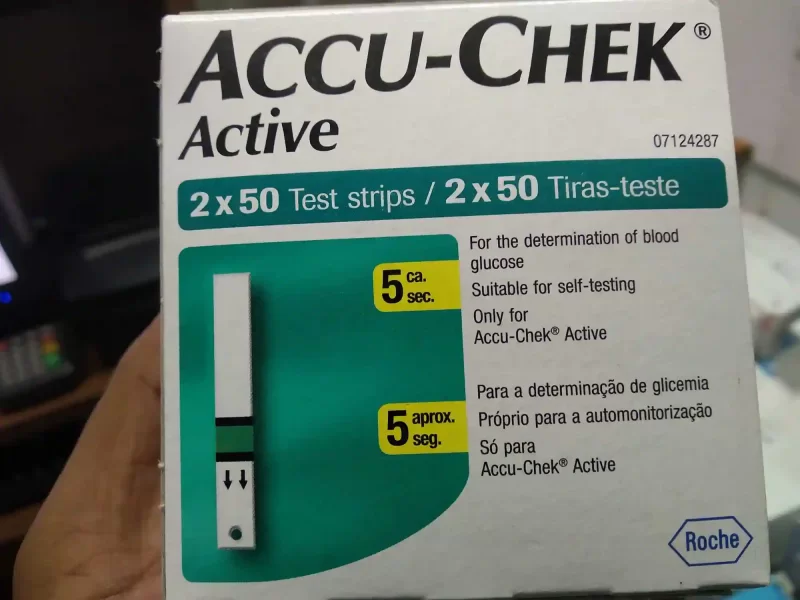 ACCU-CHEK®
Active
07124287
2 x 50 Test strips / 2 x 50 Tiras-teste
5 ca.
sec.
For the determination of blood
glucose
Suitable for self-testing
Only for
Accu-Chek® Active
5 aprox.
seg.
Para a determinação de glicemia
Próprio para a automonitorização
Só para
Accu-Chek® Active
Roche